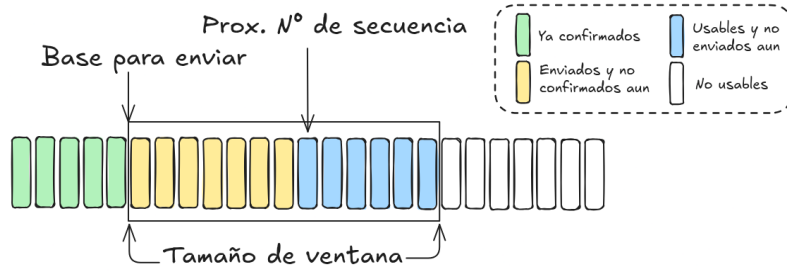 Prox. Nº de secuencia
Base para enviar
Ya confirmados
Usables y no
enviados aun
Enviados y no
confirmados aun
No usables
Tamaño de ventana